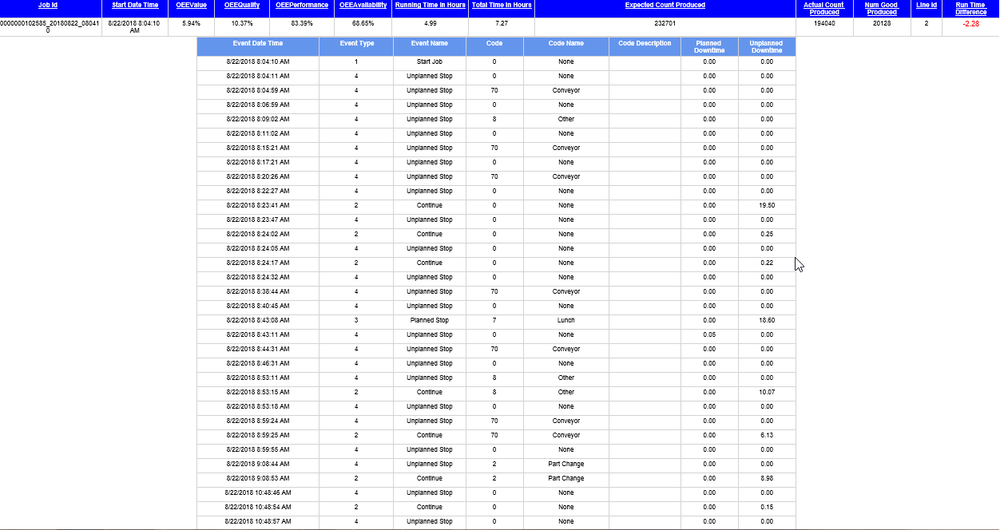 Job Id Start Date Time OEEValue OEEQuality OEEPerformance OEEAvailability Running Time In Hours Total Time In Hours Expected Count Produced Actual Count Produced Num Good Produced Line Id Run Time Difference
0000000102585_20180822_080410 8/22/2018 8:04:10 AM 5.94% 10.37% 83.39% 68.65% 4.99 7.27 232701 194040 20128 2 -2.28
Event Date Time Event Type Event Name Code Code Name Code Description Planned Downtime Unplanned Downtime
8/22/2018 8:04:10 AM 1 Start Job 0 None 0.00 0.00
8/22/2018 8:04:11 AM 4 Unplanned Stop 0 None 0.00 0.00
8/22/2018 8:04:59 AM 4 Unplanned Stop 70 Conveyor 0.00 0.00
8/22/2018 8:06:59 AM 4 Unplanned Stop 0 None 0.00 0.00
8/22/2018 8:09:02 AM 4 Unplanned Stop 8 Other 0.00 0.00
8/22/2018 8:11:02 AM 4 Unplanned Stop 0 None 0.00 0.00
8/22/2018 8:15:21 AM 4 Unplanned Stop 70 Conveyor 0.00 0.00
8/22/2018 8:17:21 AM 4 Unplanned Stop 0 None 0.00 0.00
8/22/2018 8:20:26 AM 4 Unplanned Stop 70 Conveyor 0.00 0.00
8/22/2018 8:22:27 AM 4 Unplanned Stop 0 None 0.00 0.00
8/22/2018 8:23:41 AM 2 Continue 0 None 0.00 19.50
8/22/2018 8:23:47 AM 4 Unplanned Stop 0 None 0.00 0.00
8/22/2018 8:24:02 AM 2 Continue 0 None 0.00 0.25
8/22/2018 8:24:05 AM 4 Unplanned Stop 0 None 0.00 0.00
8/22/2018 8:24:17 AM 2 Continue 0 None 0.00 0.22
8/22/2018 8:24:32 AM 4 Unplanned Stop 0 None 0.00 0.00
8/22/2018 8:38:44 AM 4 Unplanned Stop 70 Conveyor 0.00 0.00
8/22/2018 8:40:45 AM 4 Unplanned Stop 0 None 0.00 0.00
8/22/2018 8:43:08 AM 3 Planned Stop 7 Lunch 0.00 18.60
8/22/2018 8:43:11 AM 4 Unplanned Stop 0 None 0.05 0.00
8/22/2018 8:44:31 AM 4 Unplanned Stop 70 Conveyor 0.00 0.00
8/22/2018 8:46:31 AM 4 Unplanned Stop 0 None 0.00 0.00
8/22/2018 8:53:11 AM 4 Unplanned Stop 8 Other 0.00 0.00
8/22/2018 8:53:15 AM 2 Continue 8 Other 0.00 10.07
8/22/2018 8:53:18 AM 4 Unplanned Stop 0 None 0.00 0.00
8/22/2018 8:59:24 AM 4 Unplanned Stop 70 Conveyor 0.00 0.00
8/22/2018 8:59:25 AM 2 Continue 70 Conveyor 0.00 6.13
8/22/2018 8:59:55 AM 4 Unplanned Stop 0 None 0.00 0.00
8/22/2018 9:08:44 AM 4 Unplanned Stop 2 Part Change 0.00 0.00
8/22/2018 9:08:53 AM 2 Continue 2 Part Change 0.00 8.98
8/22/2018 10:48:46 AM 4 Unplanned Stop 0 None 0.00 0.00
8/22/2018 10:48:54 AM 2 Continue 0 None 0.00 0.15
8/22/2018 10:48:57 AM 4 Unplanned Stop 0 None 0.00 0.00